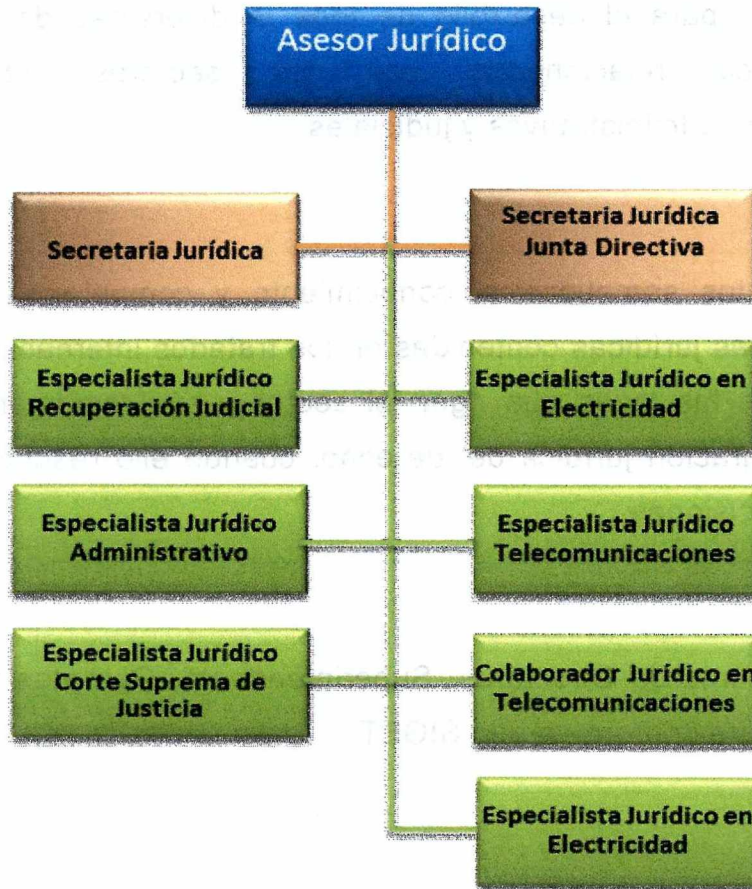 Asesor Jurídico
Secretaria Jurídica
Secretaria Jurídica
Junta Directiva
Especialista Jurídico
Recuperación Judicial
Especialista Jurídico en
Electricidad
Especialista Jurídico
Administrativo
Especialista Jurídico
Telecomunicaciones
Especialista Jurídico
Corte Suprema de
Justicia
Colaborador Jurídico en
Telecomunicaciones
Especialista Jurídico en
Electricidad